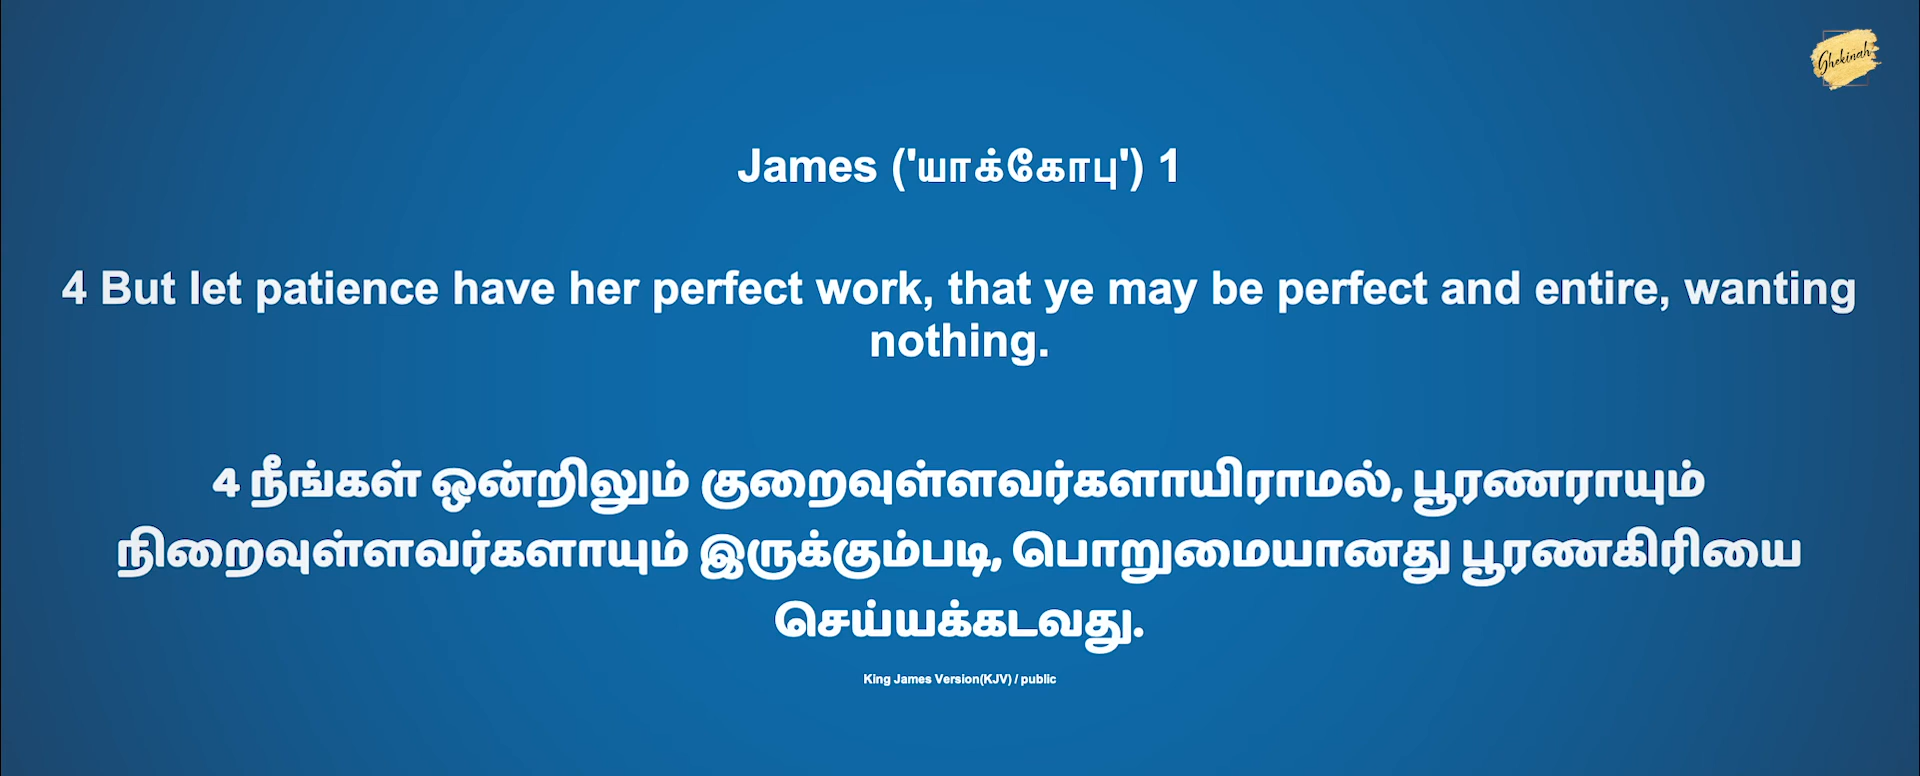 Ghekinah
James ('யாக்கோபு') 1
4 But let patience have her perfect work, that ye may be perfect and entire, wanting
nothing.
4 நீங்கள் ஒன்றிலும் குறைவுள்ளவர்களாயிராமல், பூரணராயும்
நிறைவுள்ளவர்களாயும் இருக்கும்படி, பொறுமையானது பூரணகிரியை
செய்யக்கடவது.
King James Version(KJV) / public